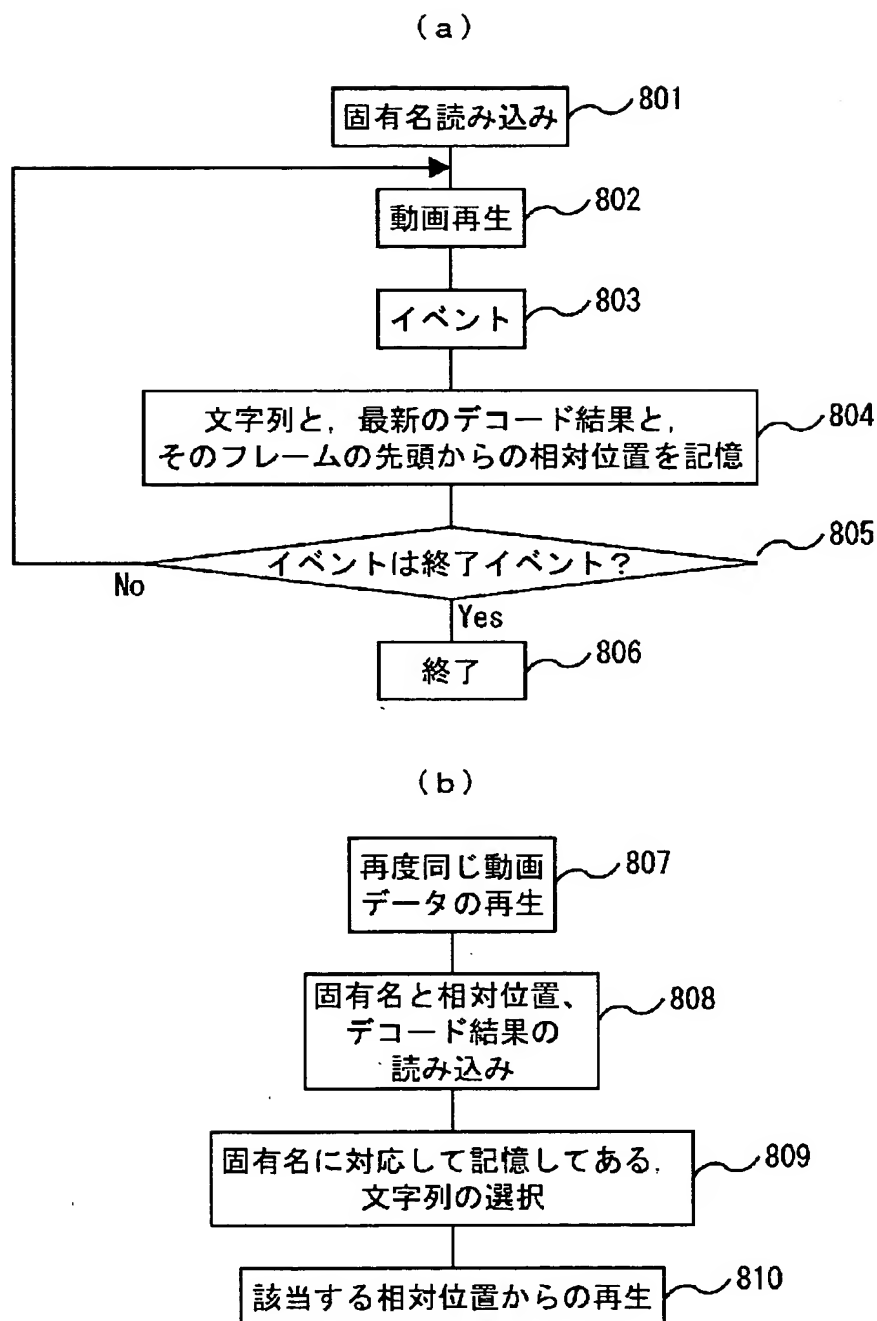 (a)
固有名読み込み
801
動画再生
802
イベント
803
文字列と，最新のデコード結果と，
そのフレームの先頭からの相対位置を記憶
804
イベントは終了イベント？
805
No
Yes
終了
806
(b)
再度同じ動画
データの再生
807
固有名と相対位置、
デコード結果の
読み込み
808
固有名に対応して記憶してある，
文字列の選択
809
該当する相対位置からの再生
810